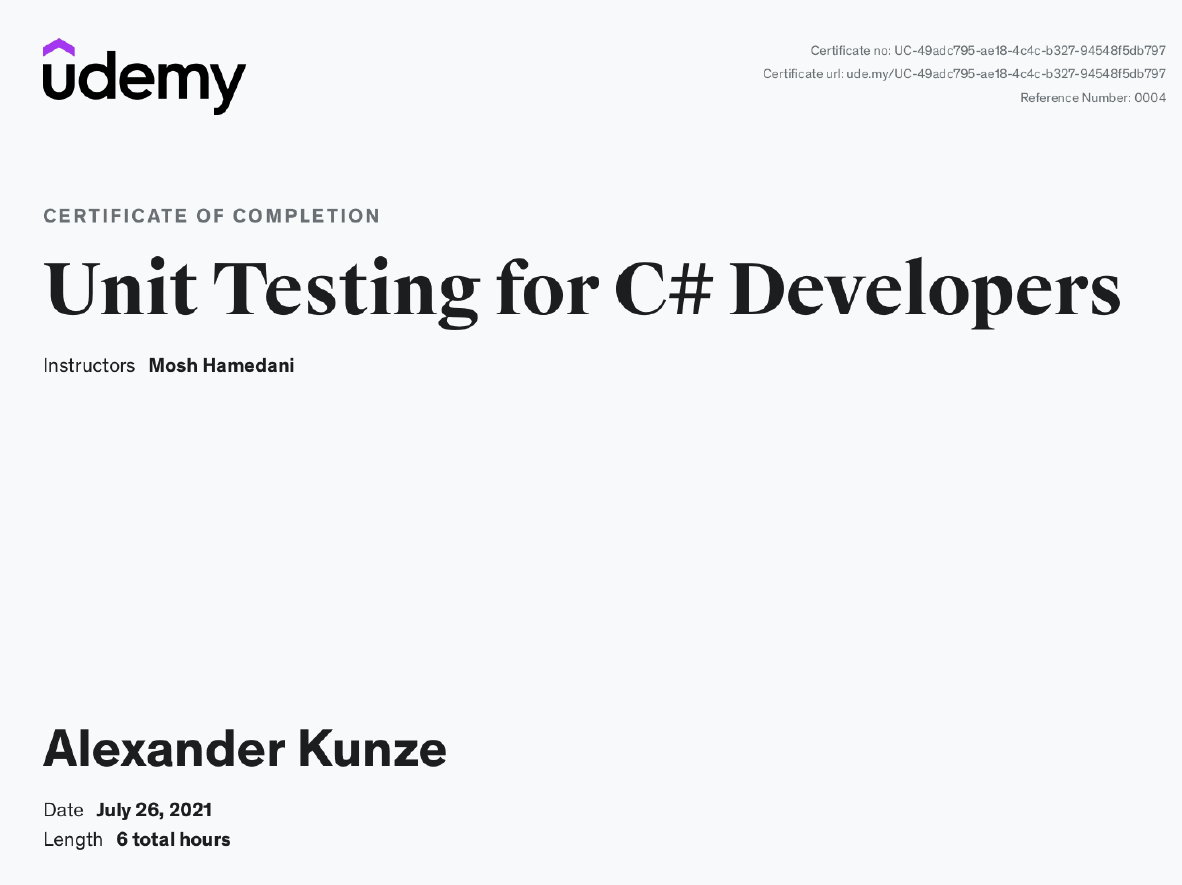 udemy
Certificate no: UC-49adc795-ae18-4c4c-b327-94548f5db797
Certificate url: ude.my/UC-49adc795-ae18-4c4c-b327-94548f5db797
Reference Number: 0004
CERTIFICATE OF COMPLETION
Unit Testing for C# Developers
Instructors Mosh Hamedani
Alexander Kunze
Date July 26, 2021
Length 6 total hours